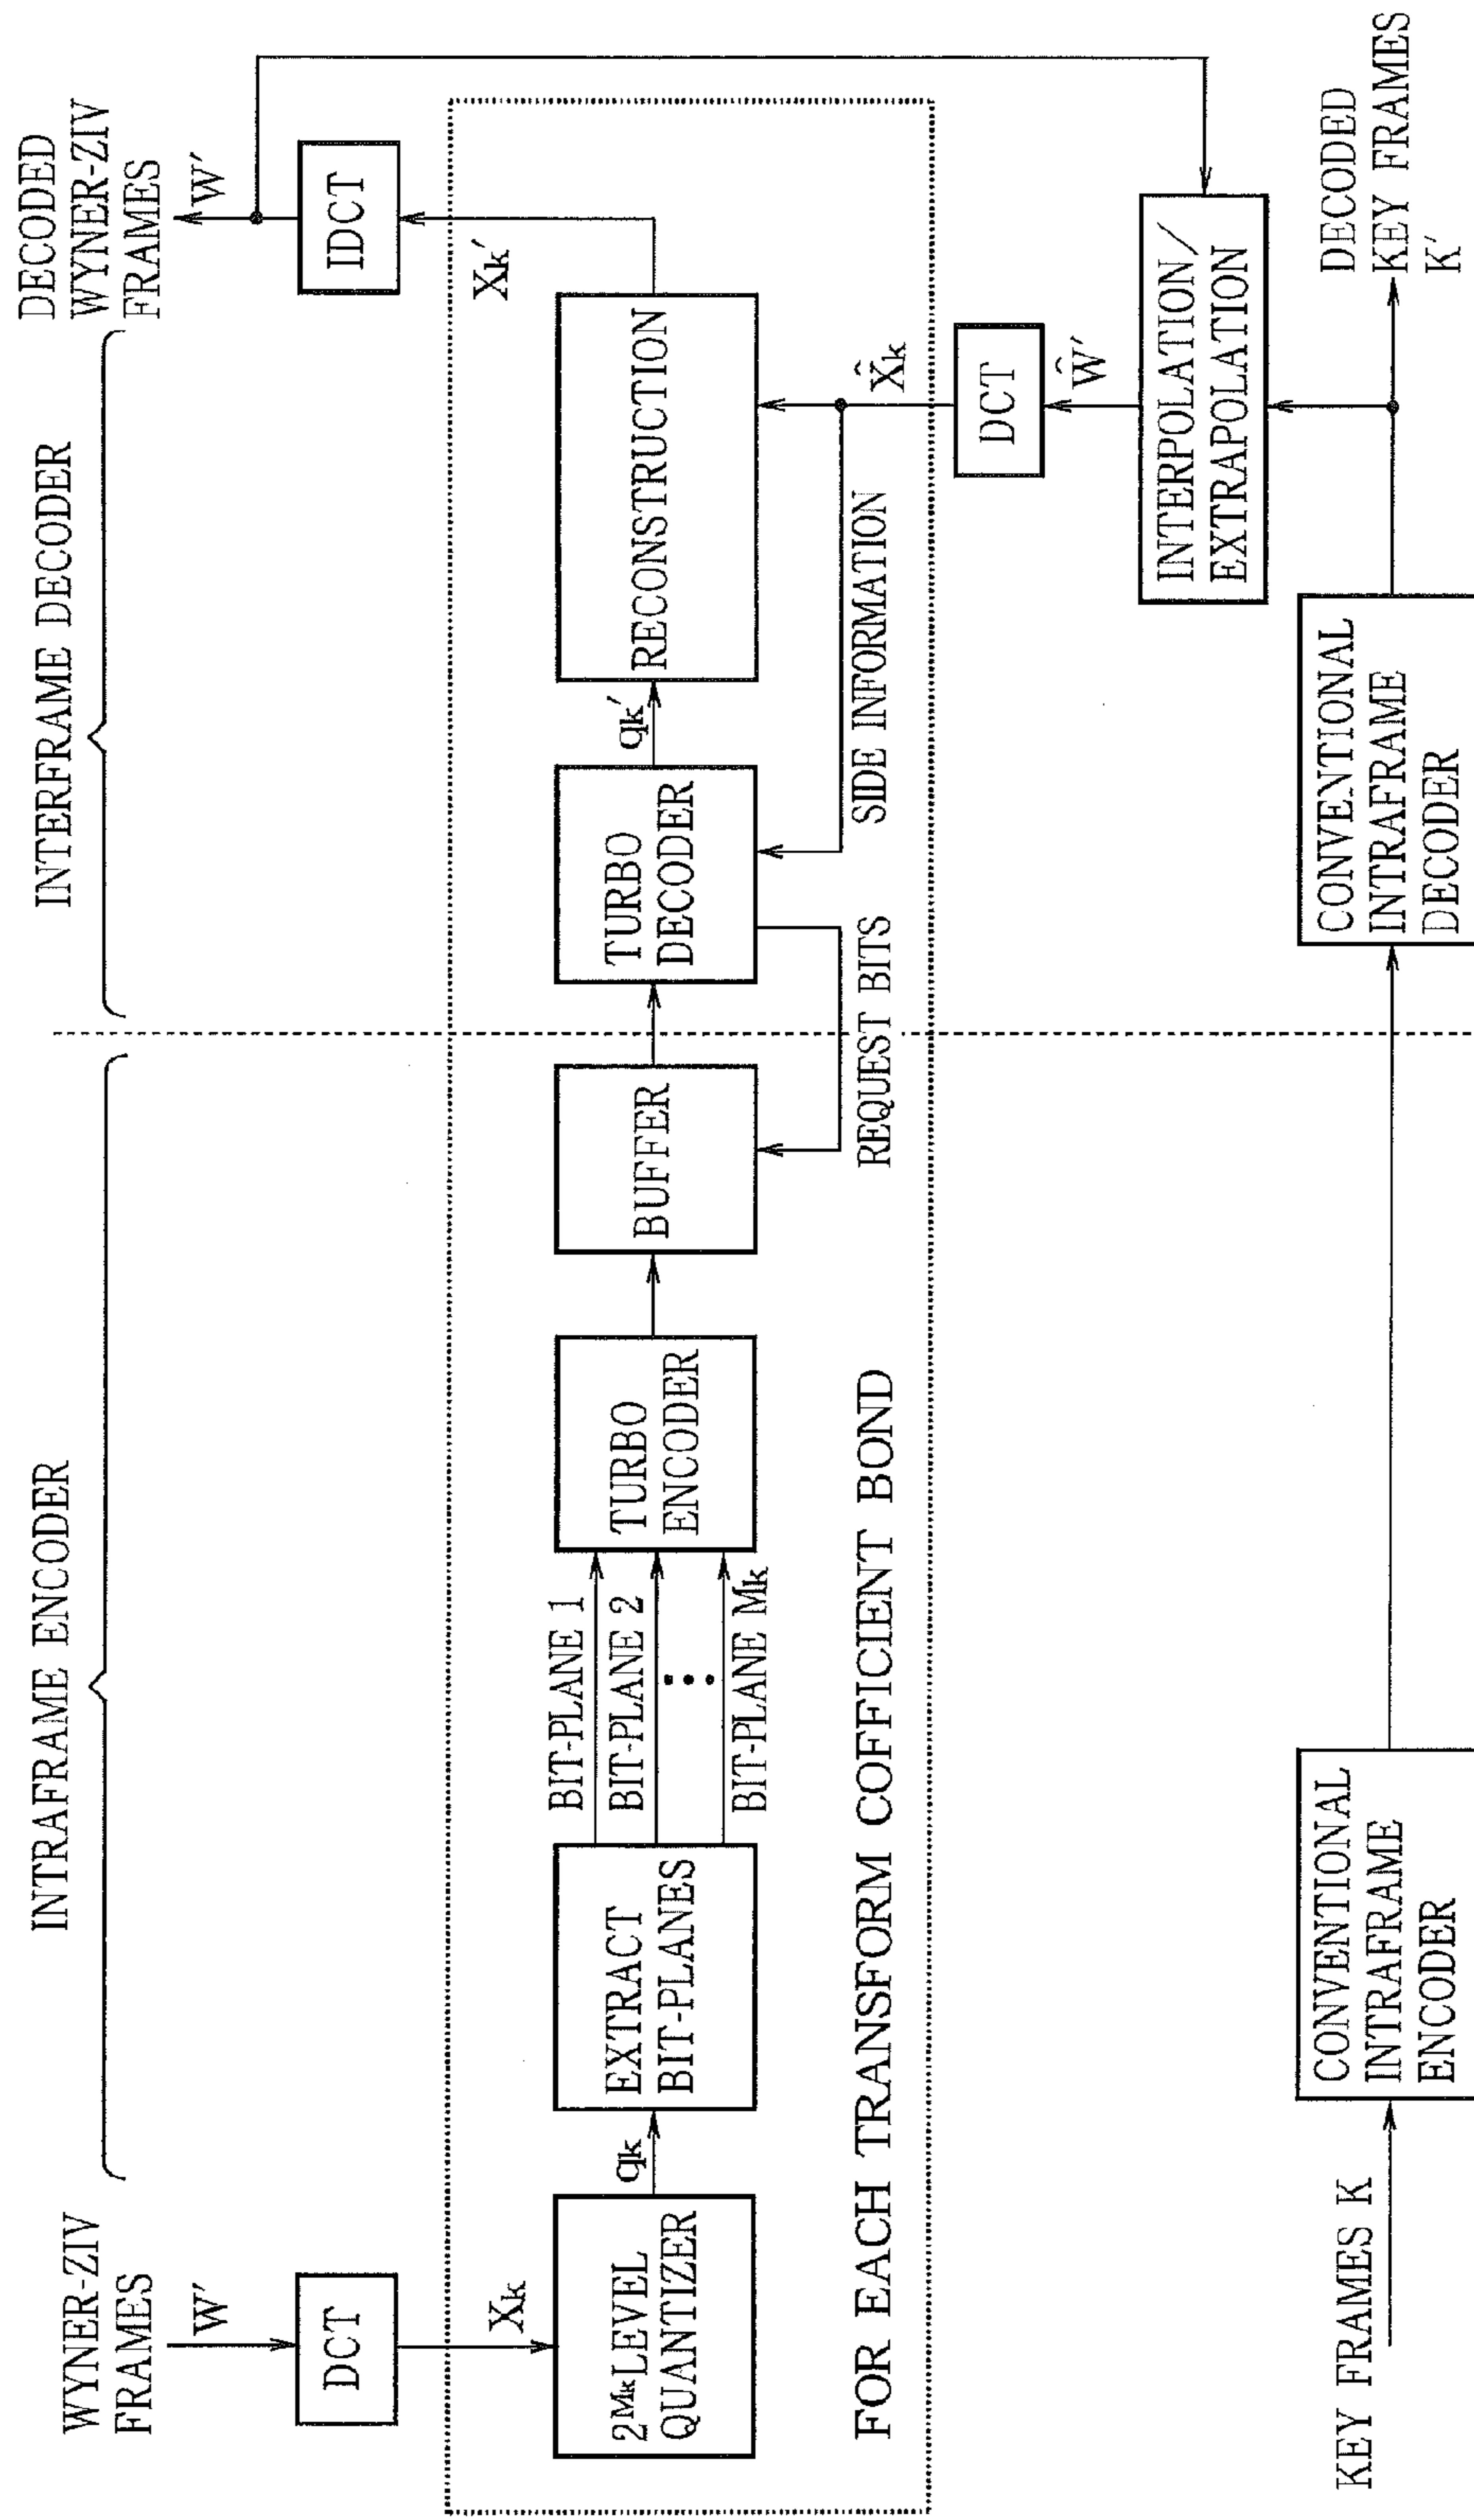 INTRAFRAME ENCODER
INTERFRAME DECODER
WYNER-ZIV
FRAMES
W′
DCT
Xk
2Mk LEVEL
QUANTIZER
qk
EXTRACT
BIT-PLANES
BIT-PLANE 1
BIT-PLANE 2
BIT-PLANE Mk
TURBO
ENCODER
BUFFER
TURBO
DECODER
qk′
RECONSTRUCTION
Xk′
IDCT
W′
DECODED
WYNER-ZIV
FRAMES
REQUEST BITS
SIDE INFORMATION
FOR EACH TRANSFORM COFFICIENT BOND
X̂k
DCT
Ŵ′
INTERPOLATION/
EXTRAPOLATION
KEY FRAMES K
CONVENTIONAL
INTRAFRAME
ENCODER
CONVENTIONAL
INTRAFRAME
DECODER
DECODED
KEY FRAMES
K′